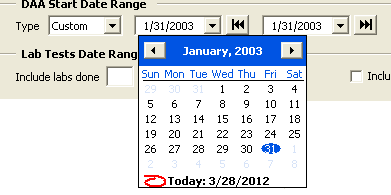 DAA Start Date Range
Type Custom 1/31/2003 1/31/2003
Lab Tests Date Rang
Include labs done Inclu
January, 2003
Sun Mon Tue Wed Thu Fri Sat
29 30 31 1 2 3 4
5 6 7 8 9 10 11
12 13 14 15 16 17 18
19 20 21 22 23 24 25
26 27 28 29 30 31 1
2 3 4 5 6 7 8
Today: 3/28/2012